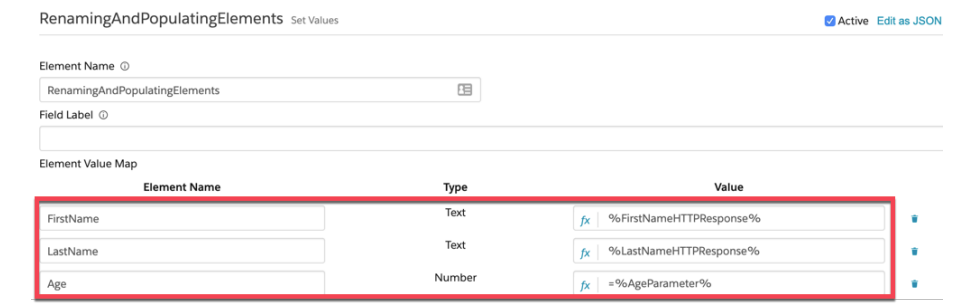 RenamingAndPopulatingElements Set Values
Active Edit as JSON
Element Name
RenamingAndPopulatingElements
Field Label
Element Value Map
Element Name Type Value
FirstName Text fx %FirstNameHTTPResponse%
LastName Text fx %LastNameHTTPResponse%
Age Number fx =%AgeParameter%